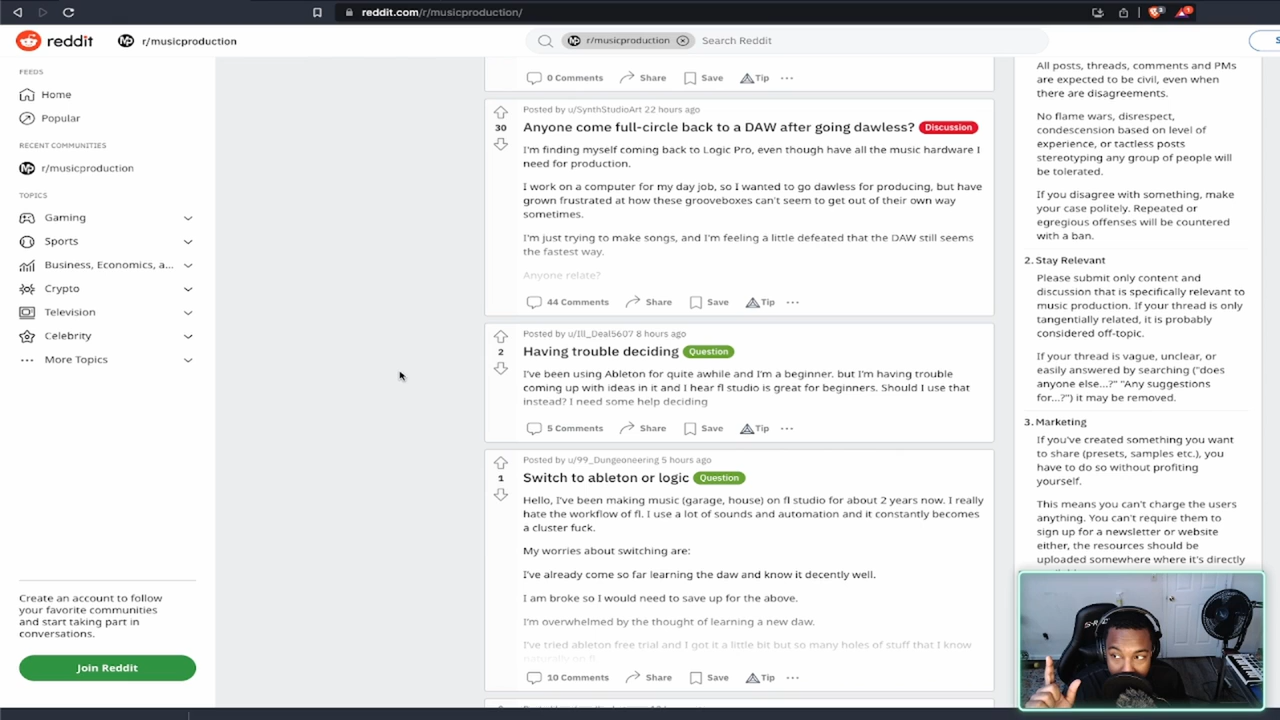 reddit.com/r/musicproduction/
reddit
r/musicproduction
r/musicproduction
Search Reddit
FEEDS
Home
Popular
RECENT COMMUNITIES
r/musicproduction
TOPICS
Gaming
Sports
Business, Economics, a...
Crypto
Television
Celebrity
More Topics
Create an account to follow
your favorite communities
and start taking part in
conversations.
Join Reddit
0 Comments Share Save Tip
Posted by u/SynthStudioArt 22 hours ago
30
Anyone come full-circle back to a DAW after going dawless? Discussion
I'm finding myself coming back to Logic Pro, even though have all the music hardware I
need for production.
I work on a computer for my day job, so I wanted to go dawless for producing, but have
grown frustrated at how these grooveboxes can't seem to get out of their own way
sometimes.
I'm just trying to make songs, and I'm feeling a little defeated that the DAW still seems
the fastest way.
Anyone relate?
44 Comments Share Save Tip
Posted by u/Ill_Deal5607 8 hours ago
2
Having trouble deciding Question
I've been using Ableton for quite awhile and I'm a beginner. but I'm having trouble
coming up with ideas in it and I hear fl studio is great for beginners. Should I use that
instead? I need some help deciding
5 Comments Share Save Tip
Posted by u/99_Dungeoneering 5 hours ago
1
Switch to ableton or logic Question
Hello, I've been making music (garage, house) on fl studio for about 2 years now. I really
hate the workflow of fl. I use a lot of sounds and automation and it constantly becomes
a cluster fuck.
My worries about switching are:
I've already come so far learning the daw and know it decently well.
I am broke so I would need to save up for the above.
I'm overwhelmed by the thought of learning a new daw.
I've tried ableton free trial and I got it a little bit but so many holes of stuff that I know
naturally on fl
10 Comments Share Save Tip
All posts, threads, comments and PMs
are expected to be civil, even when
there are disagreements.
No flame wars, disrespect,
condescension based on level of
experience, or tactless posts
stereotyping any group of people will
be tolerated.
If you disagree with something, make
your case politely. Repeated or
egregious offenses will be countered
with a ban.
2. Stay Relevant
Please submit only content and
discussion that is specifically relevant to
music production. If your thread is only
tangentially related, it is probably
considered off-topic.
If your thread is vague, unclear, or
easily answered by searching ("does
anyone else...?" "Any suggestions
for...?") it may be removed.
3. Marketing
If you've created something you want
to share (presets, samples etc.), you
have to do so without profiting
yourself.
This means you can't charge the users
anything. You can't require them to
sign up for a newsletter or website
either, the resources should be
uploaded somewhere where it's directly